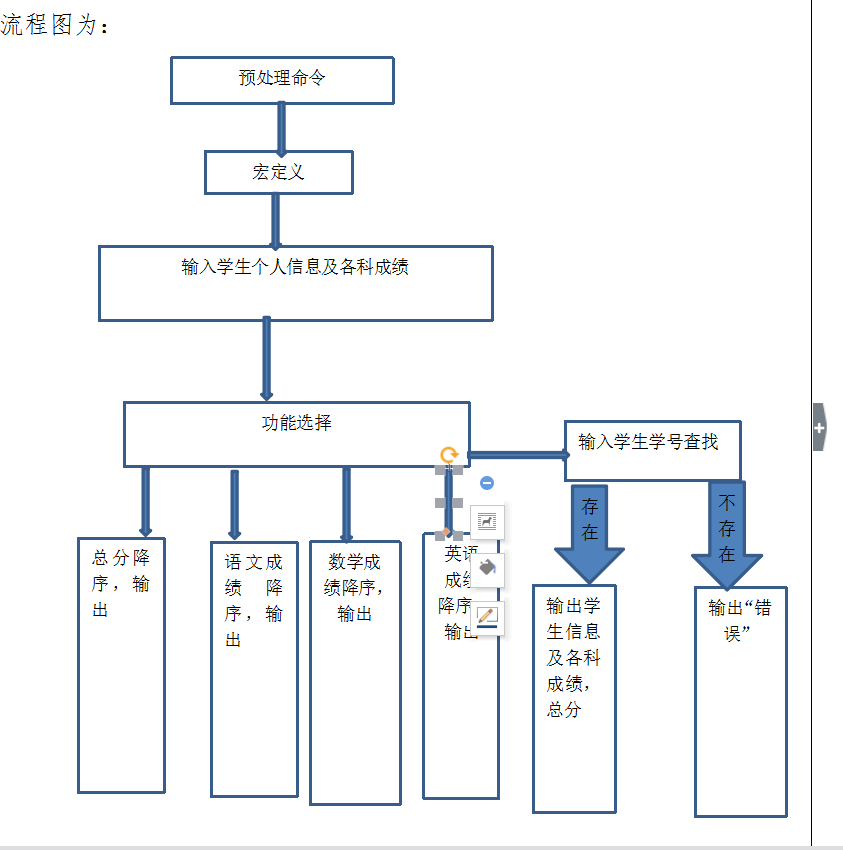 流程图为：
预处理命令
宏定义
输入学生个人信息及各科成绩
功能选择
输入学生学号查找
存
在
不
存
在
总分降
序，输
出
语文成
绩 降
序，输
出
数学成
绩降序，
输出
英语
成绩
降序
输出
输出学
生信息
及各科
成绩，
总分
输出“错
误”